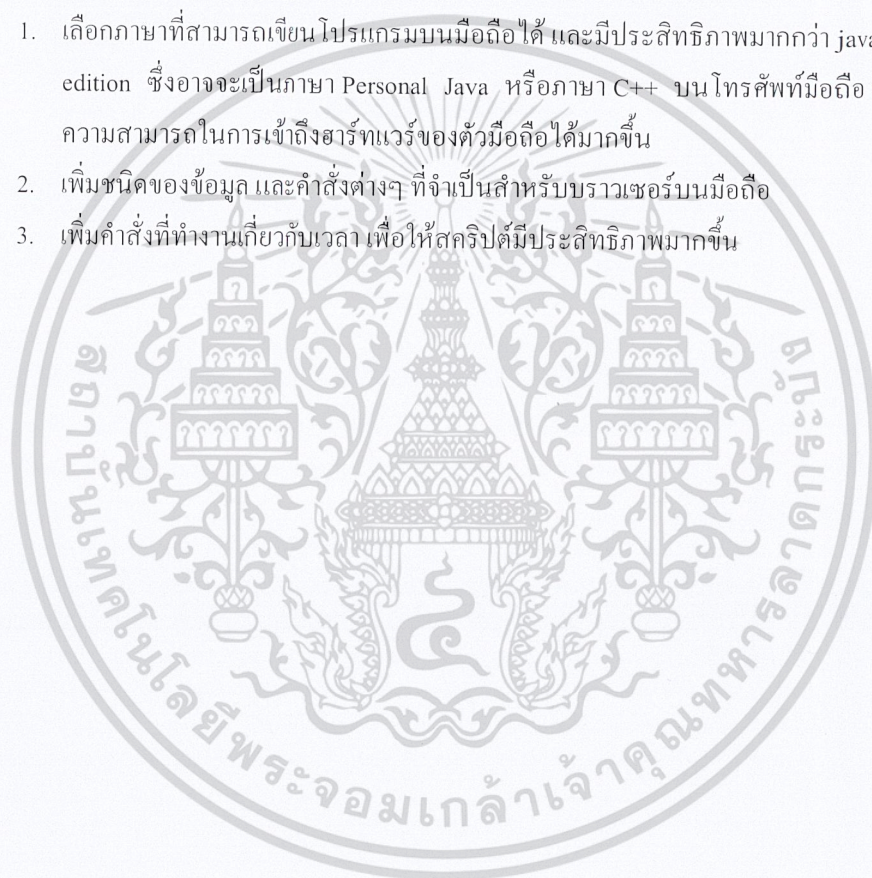 1. เลือกภาษาที่สามารถเขียนโปรแกรมบนมือถือได้ และมีประสิทธิภาพมากกว่า java
edition ซึ่งอาจจะเป็นภาษา Personal Java หรือภาษา C++ บนโทรศัพท์มือถือ
ความสามารถในการเข้าถึงฮาร์ทแวร์ของตัวมือถือได้มากขึ้น
2. เพิ่มชนิดของข้อมูล และคำสั่งต่างๆ ที่จำเป็นสำหรับบราวเซอร์บนมือถือ
3. เพิ่มคำสั่งที่ทำงานเกี่ยวกับเวลา เพื่อให้สคริปต์มีประสิทธิภาพมากขึ้น
สถาบันเทคโนโลยีพระจอมเกล้าเจ้าคุณทหารลาดกระบัง
๔